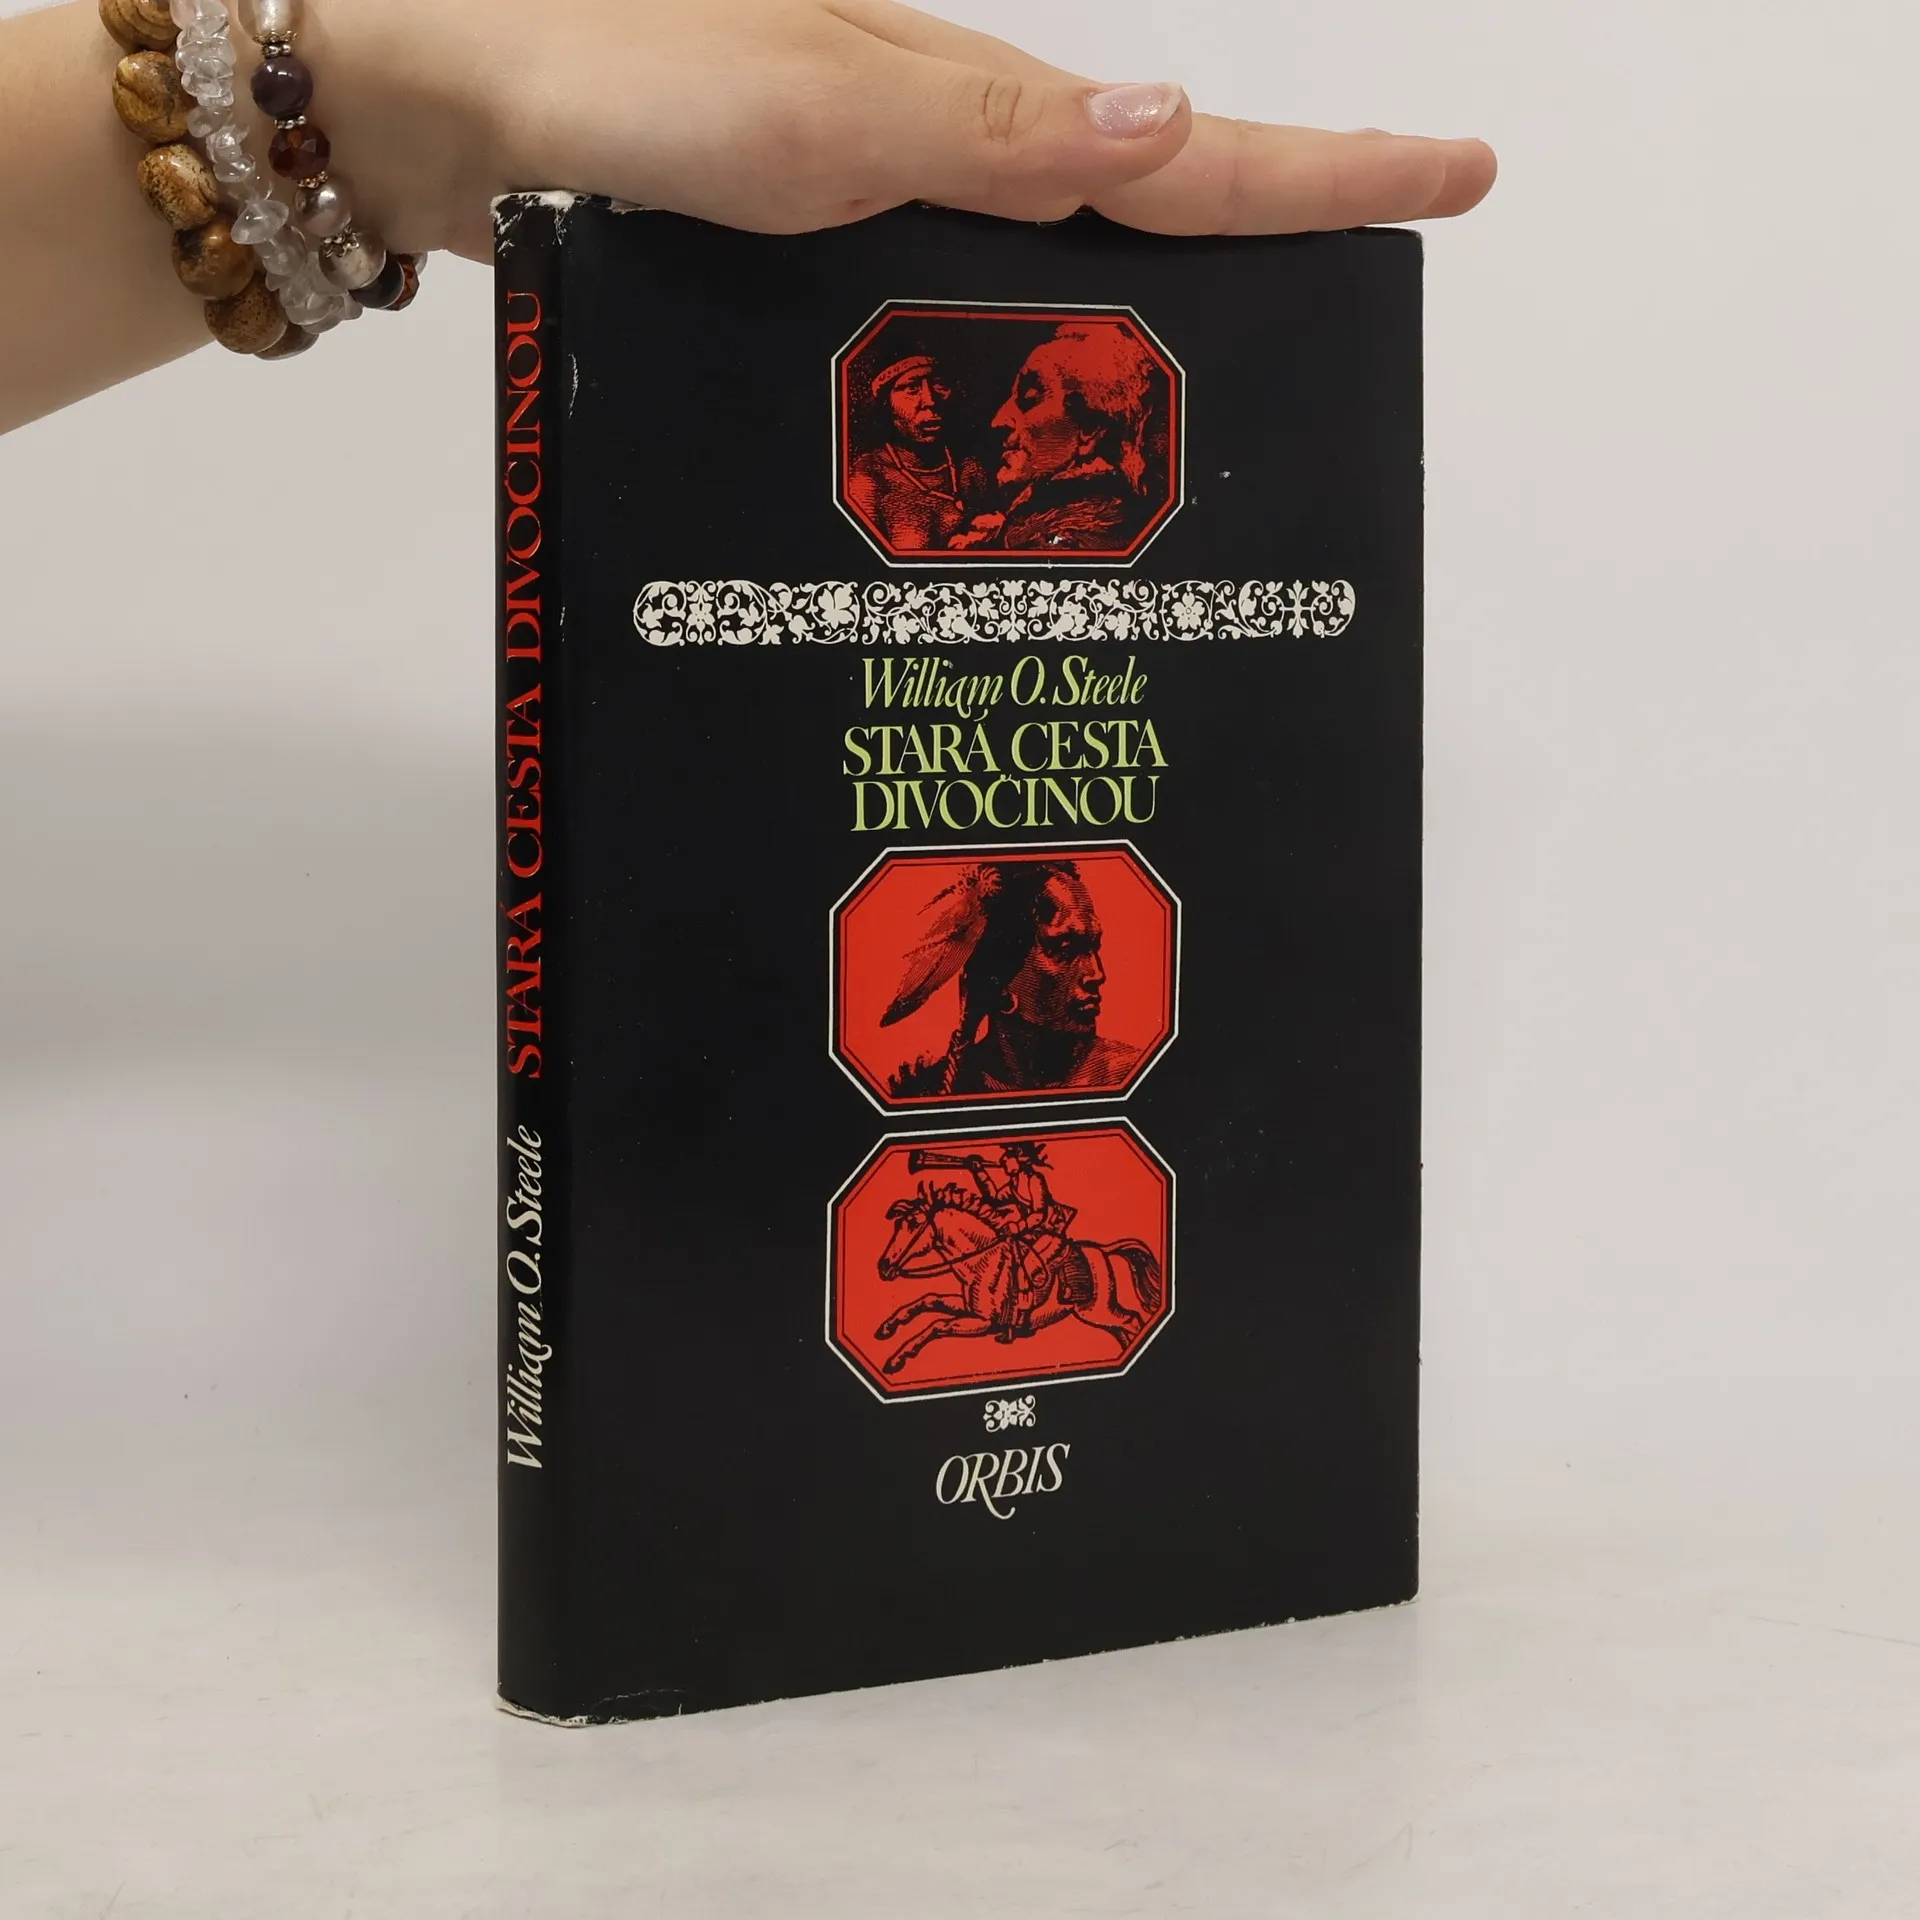 William O. Steele
STARÁ CESTA
DIVOČINOU
ORBIS
William O. Steele STARÁ CESTA DIVOČINOU